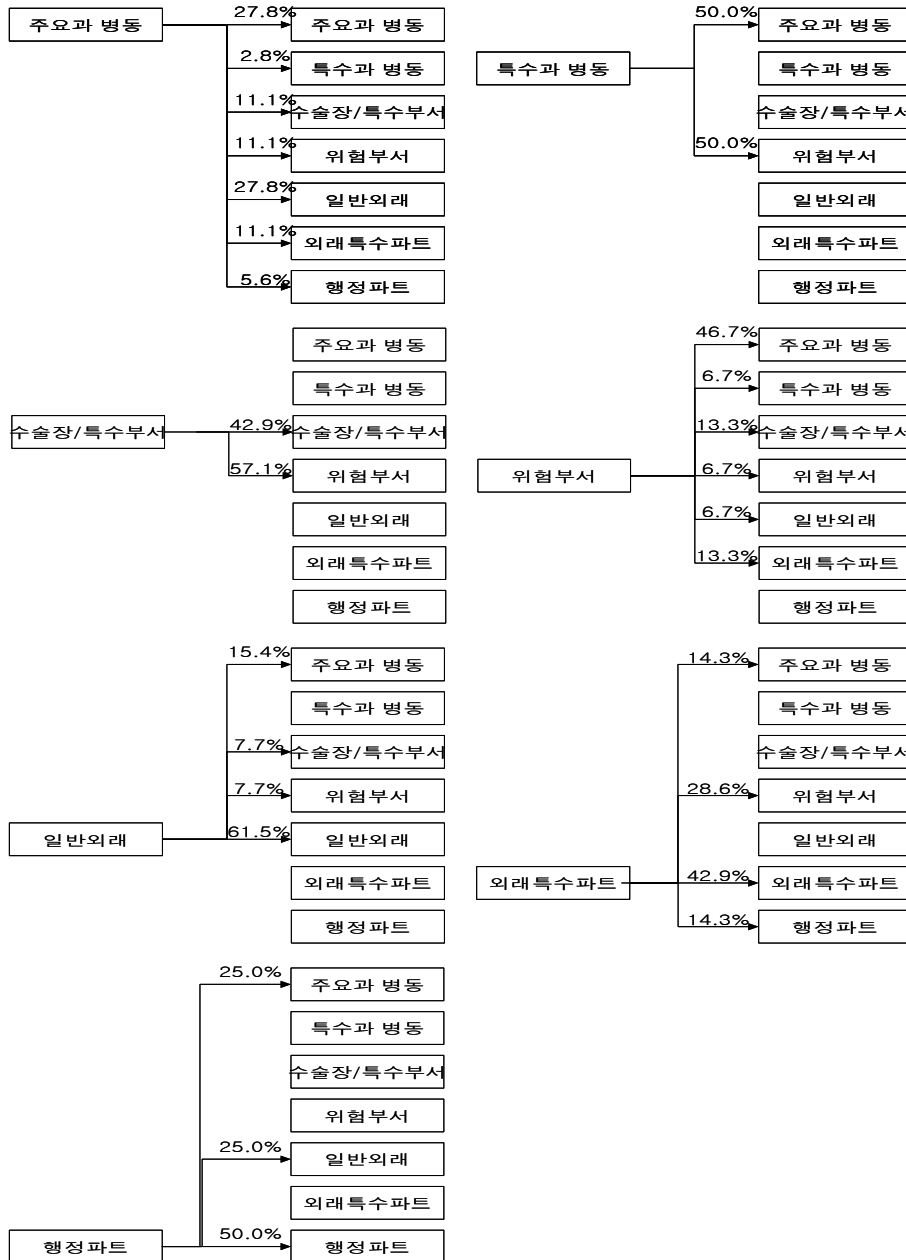 주요과 병동
27.8%
주요과 병동
2.8%
특수과 병동
11.1%
수술장/특수부서
11.1%
위험부서
27.8%
일반외래
11.1%
외래특수파트
5.6%
행정파트
특수과 병동
50.0%
주요과 병동
특수과 병동
수술장/특수부서
50.0%
위험부서
일반외래
외래특수파트
행정파트
수술장/특수부서
주요과 병동
특수과 병동
42.9%
수술장/특수부서
57.1%
위험부서
일반외래
외래특수파트
행정파트
위험부서
46.7%
주요과 병동
6.7%
특수과 병동
13.3%
수술장/특수부서
6.7%
위험부서
6.7%
일반외래
13.3%
외래특수파트
행정파트
일반외래
15.4%
주요과 병동
특수과 병동
7.7%
수술장/특수부서
7.7%
위험부서
61.5%
일반외래
외래특수파트
행정파트
외래특수파트
14.3%
주요과 병동
특수과 병동
수술장/특수부서
28.6%
위험부서
일반외래
42.9%
외래특수파트
14.3%
행정파트
행정파트
25.0%
주요과 병동
특수과 병동
수술장/특수부서
위험부서
25.0%
일반외래
외래특수파트
50.0%
행정파트